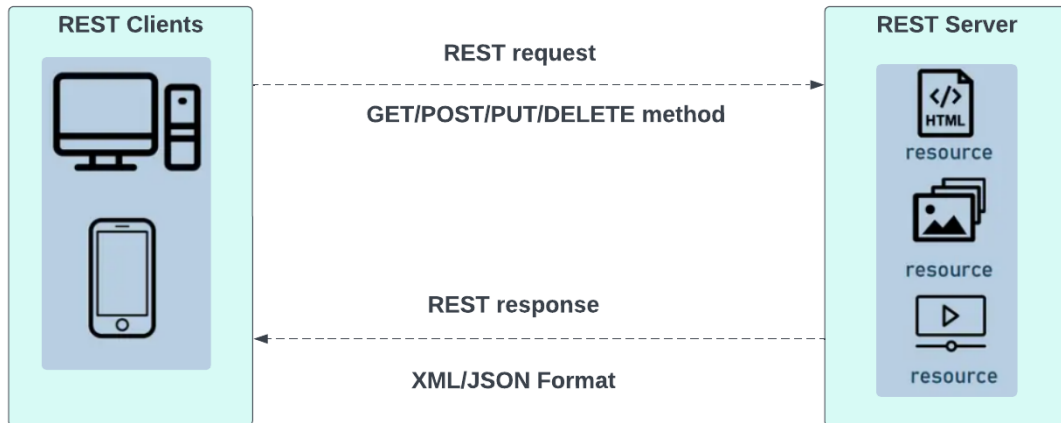 REST Clients
REST request
GET/POST/PUT/DELETE method
REST response
XML/JSON Format
REST Server
</>
HTML
resource
resource
resource